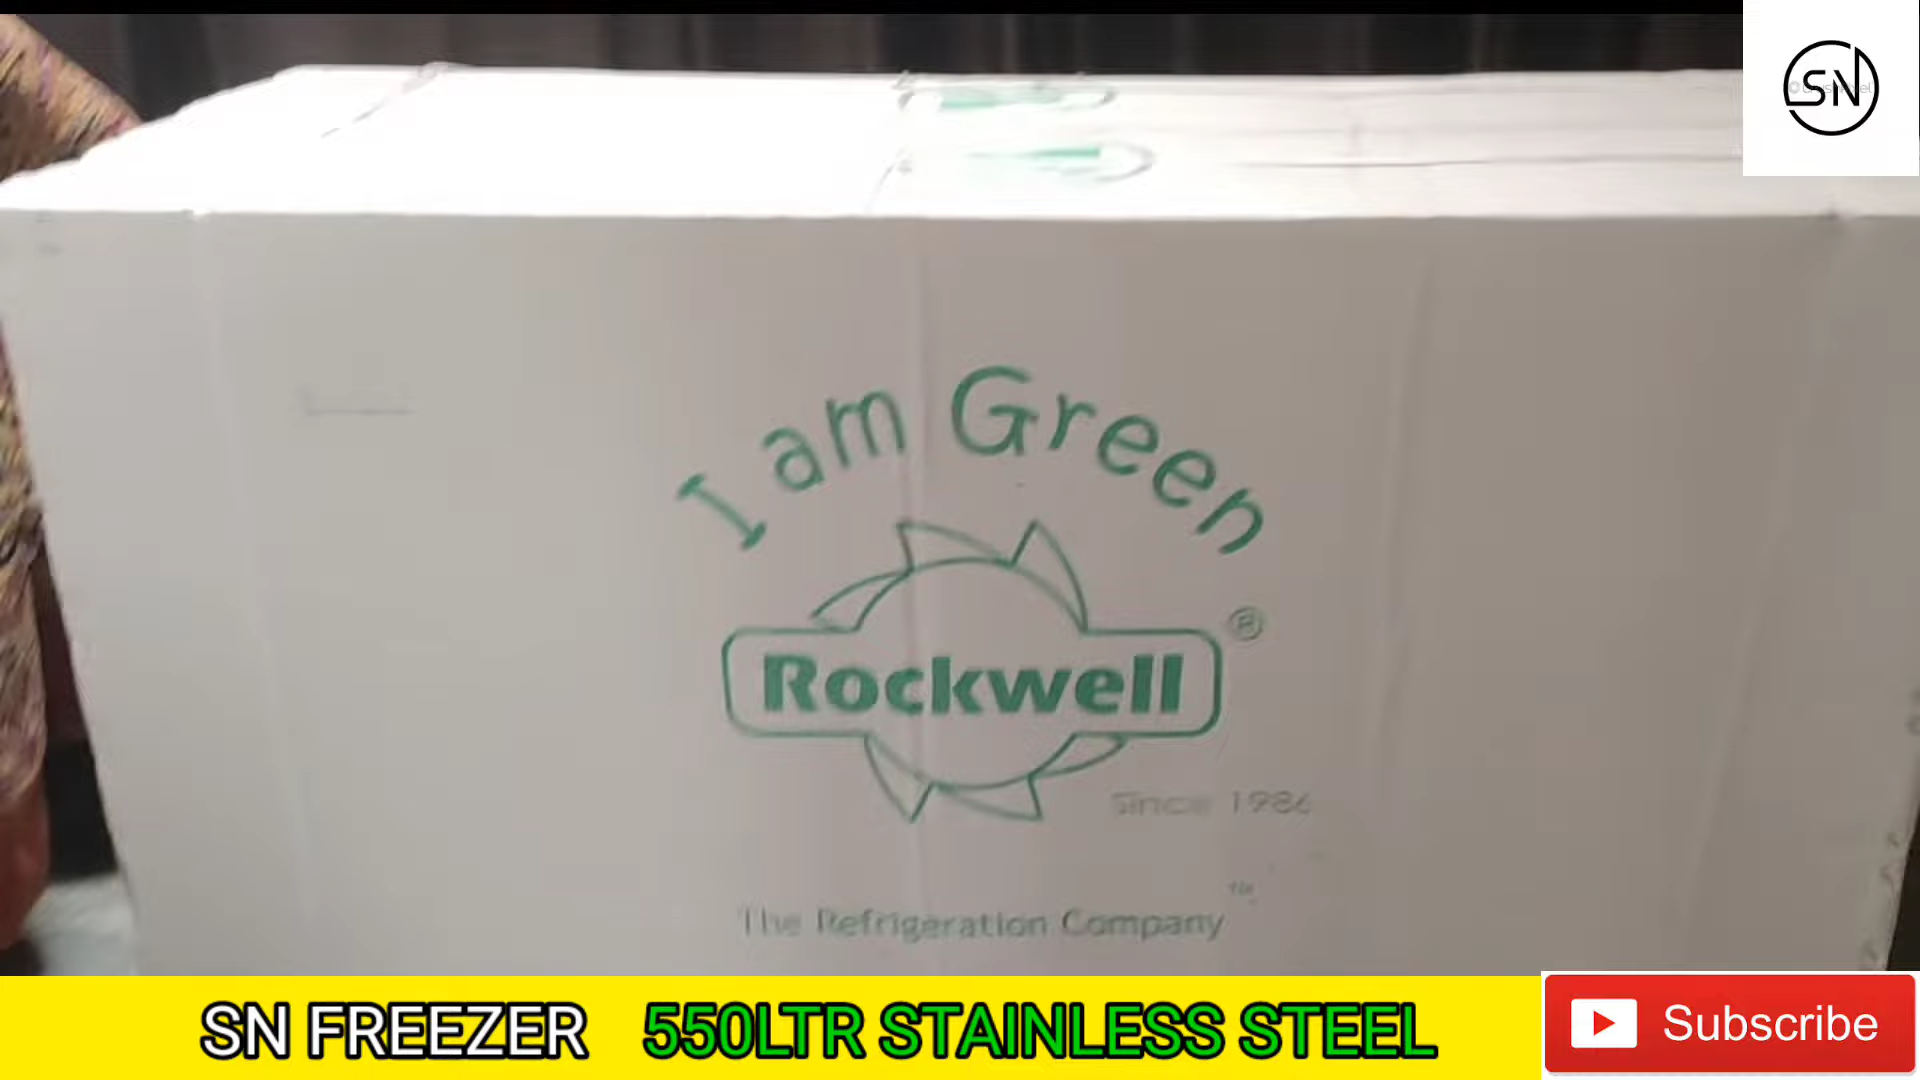 SN
I am Green
Rockwell ®
Since 1986
TM
The Refrigeration Company
SN FREEZER 550LTR STAINLESS STEEL
Subscribe